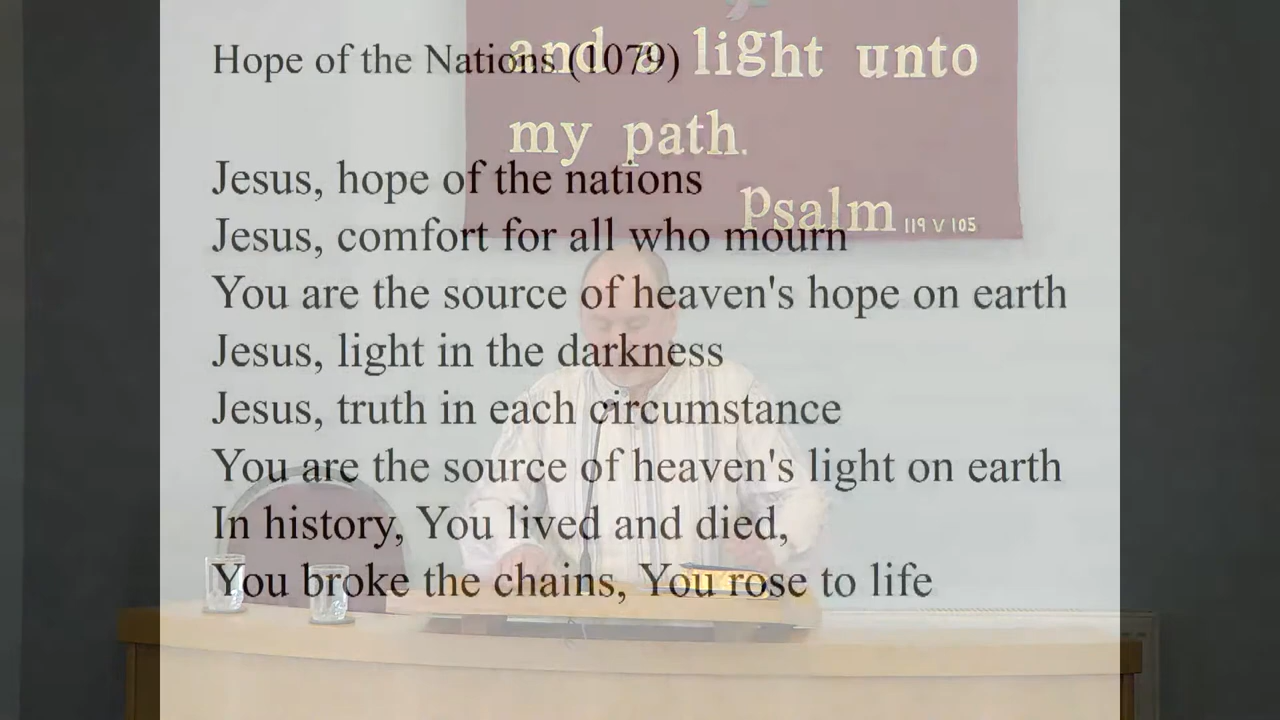 Hope of the Nations (1079)
Jesus, hope of the nations
Jesus, comfort for all who mourn
You are the source of heaven's hope on earth
Jesus, light in the darkness
Jesus, truth in each circumstance
You are the source of heaven's light on earth
In history, You lived and died,
You broke the chains, You rose to life
and a light unto
my path.
Psalm 119 V 105